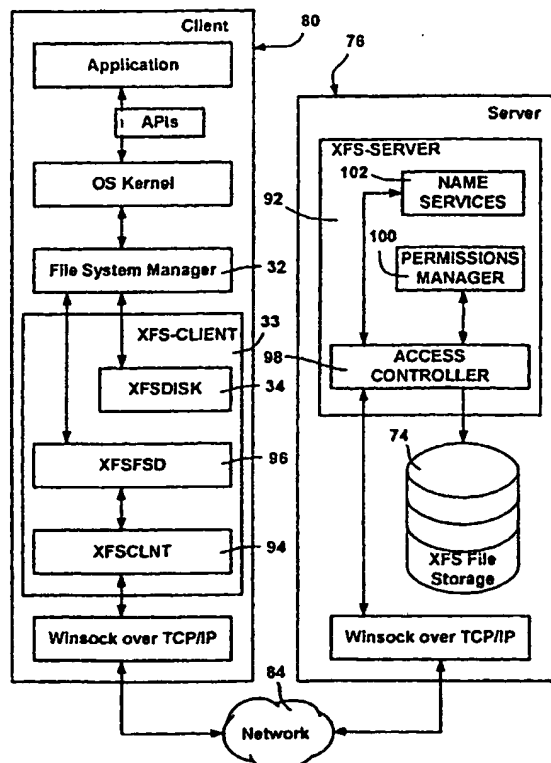 Client
80
Application
APIs
OS Kernel
File System Manager
32
XFS-CLIENT
33
XFSDISK
34
XFSFSD
96
XFSCLNT
94
Winsock over TCP/IP
76
Server
XFS-SERVER
102
NAME
SERVICES
92
100
PERMISSIONS
MANAGER
98
ACCESS
CONTROLLER
74
XFS File
Storage
Winsock over TCP/IP
84
Network